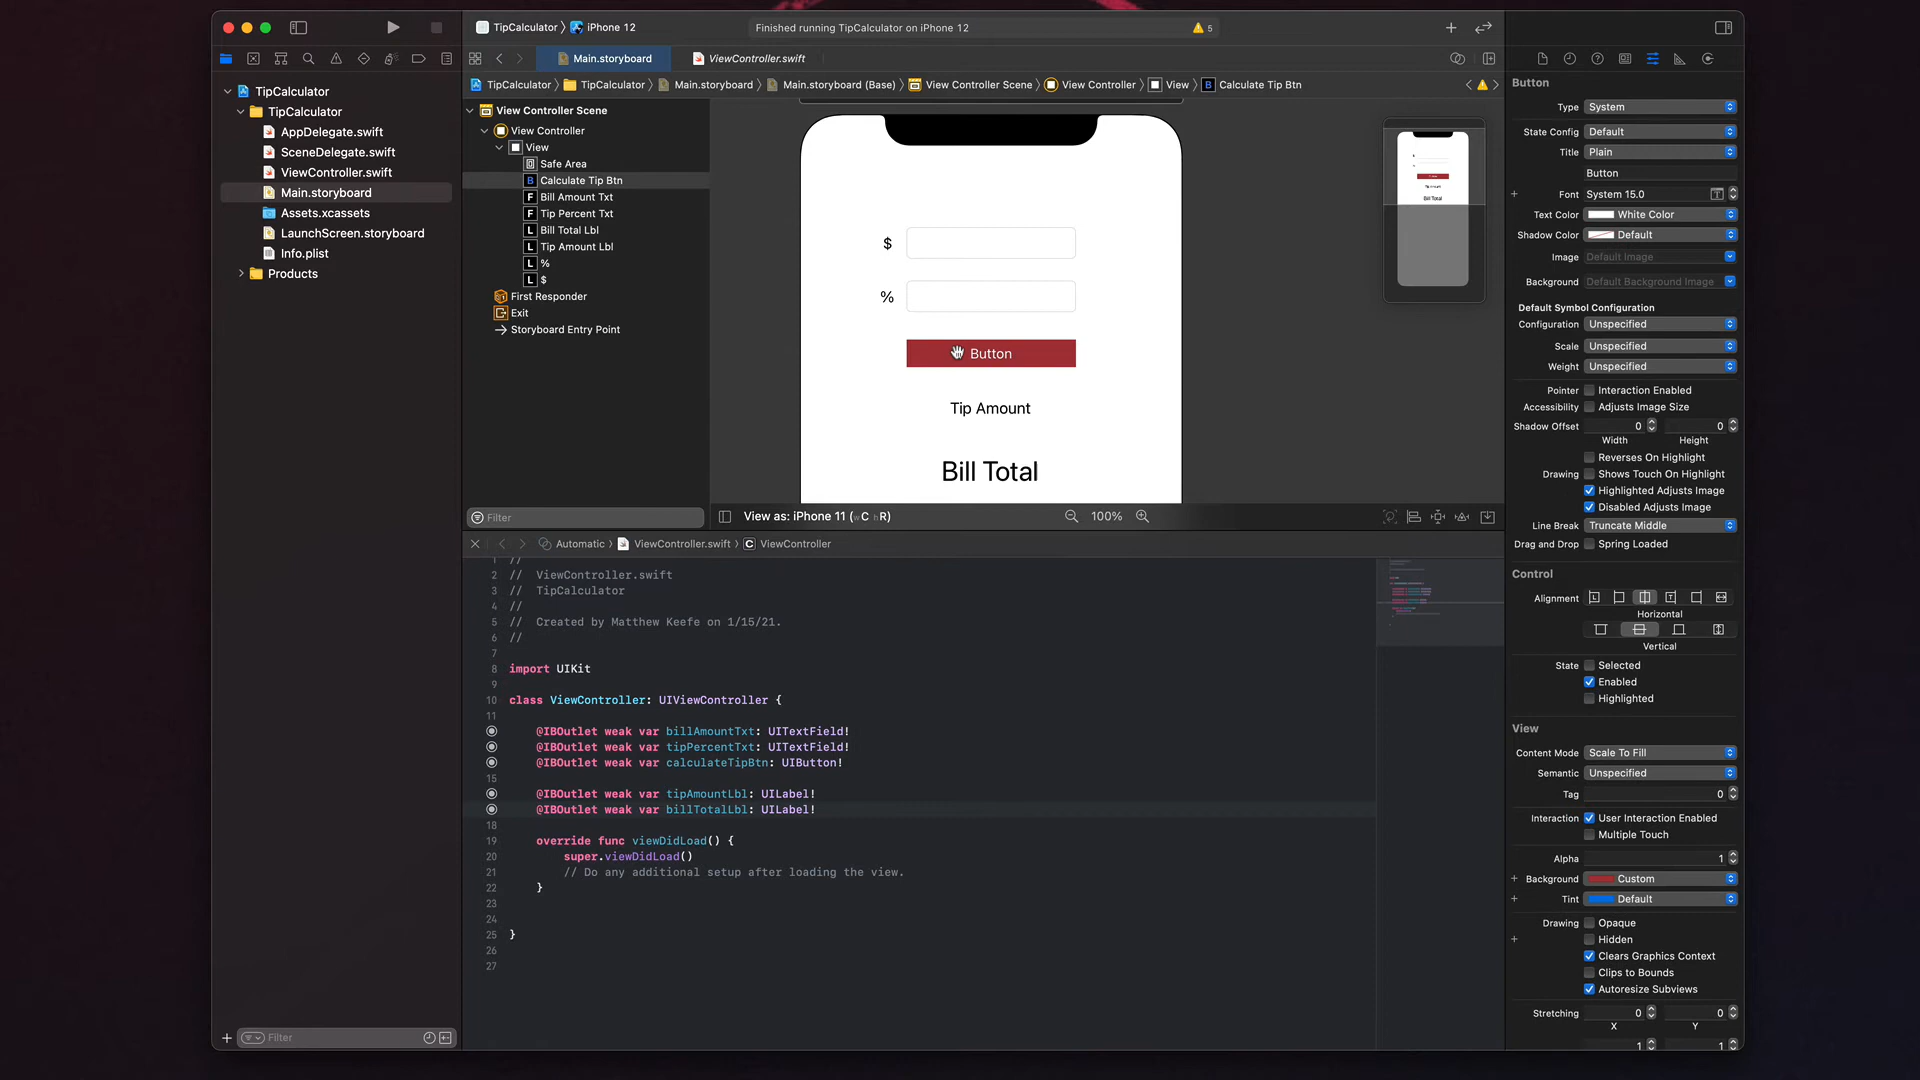 TipCalculator
iPhone 12
Finished running TipCalculator on iPhone 12
5
Main.storyboard
ViewController.swift
TipCalculator
TipCalculator
Main.storyboard
Main.storyboard (Base)
View Controller Scene
View Controller
View
B
Calculate Tip Btn
TipCalculator
TipCalculator
AppDelegate.swift
SceneDelegate.swift
ViewController.swift
Main.storyboard
Assets.xcassets
LaunchScreen.storyboard
Info.plist
Products
Filter
View Controller Scene
View Controller
View
Safe Area
B Calculate Tip Btn
F Bill Amount Txt
F Tip Percent Txt
L Bill Total Lbl
L Tip Amount Lbl
L %
L $
First Responder
Exit
Storyboard Entry Point
Filter
$
%
Button
Tip Amount
Bill Total
View as: iPhone 11 (wC hR)
100%
Automatic
ViewController.swift
C ViewController
1 //
2 //  ViewController.swift
3 //  TipCalculator
4 //
5 //  Created by Matthew Keefe on 1/15/21.
6 //
7
8 import UIKit
9
10 class ViewController: UIViewController {
11
@IBOutlet weak var billAmountTxt: UITextField!
@IBOutlet weak var tipPercentTxt: UITextField!
@IBOutlet weak var calculateTipBtn: UIButton!
15
@IBOutlet weak var tipAmountLbl: UILabel!
@IBOutlet weak var billTotalLbl: UILabel!
18
19 override func viewDidLoad() {
20 super.viewDidLoad()
21 // Do any additional setup after loading the view.
22 }
23
24
25 }
26
27
Button
Type System
State Config Default
Title Plain
Button
Font System 15.0
Text Color White Color
Shadow Color Default
Image Default Image
Background Default Background Image
Default Symbol Configuration
Configuration Unspecified
Scale Unspecified
Weight Unspecified
Pointer Interaction Enabled
Accessibility Adjusts Image Size
Shadow Offset 0 0
Width Height
Reverses On Highlight
Drawing Shows Touch On Highlight
Highlighted Adjusts Image
Disabled Adjusts Image
Line Break Truncate Middle
Drag and Drop Spring Loaded
Control
Alignment
Horizontal
Vertical
State Selected
Enabled
Highlighted
View
Content Mode Scale To Fill
Semantic Unspecified
Tag 0
Interaction User Interaction Enabled
Multiple Touch
Alpha 1
Background Custom
Tint Default
Drawing Opaque
Hidden
Clears Graphics Context
Clips to Bounds
Autoresize Subviews
Stretching 0 0
X Y
1 1